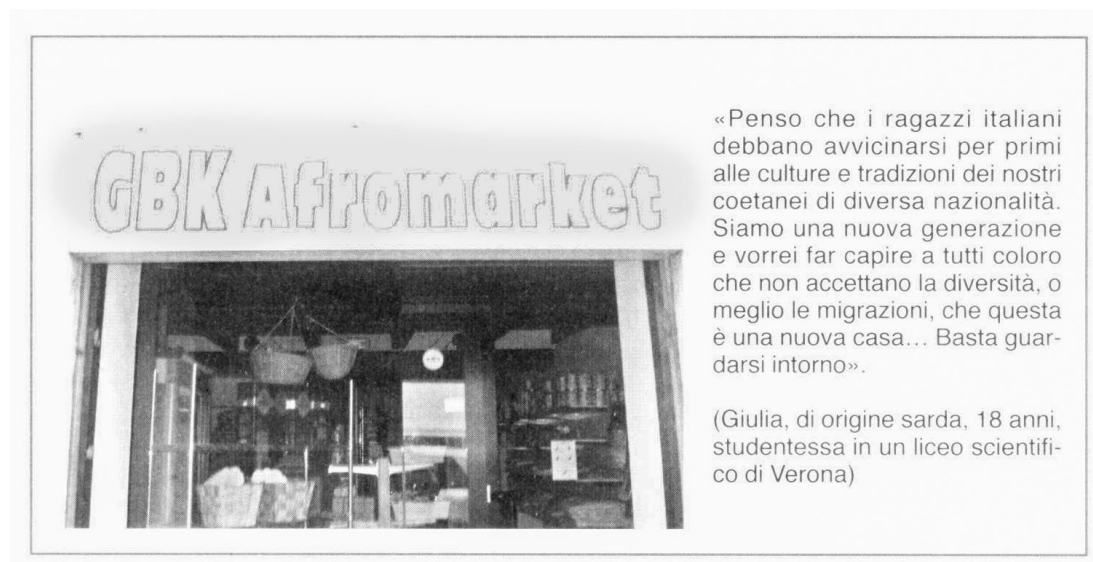 GBK Afromarket
«Penso che i ragazzi italiani
debbano avvicinarsi per primi
alle culture e tradizioni dei nostri
coetanei di diversa nazionalità.
Siamo una nuova generazione
e vorrei far capire a tutti coloro
che non accettano la diversità, o
meglio le migrazioni, che questa
è una nuova casa... Basta guar-
darsi intorno».
(Giulia, di origine sarda, 18 anni,
studentessa in un liceo scientifi-
co di Verona)